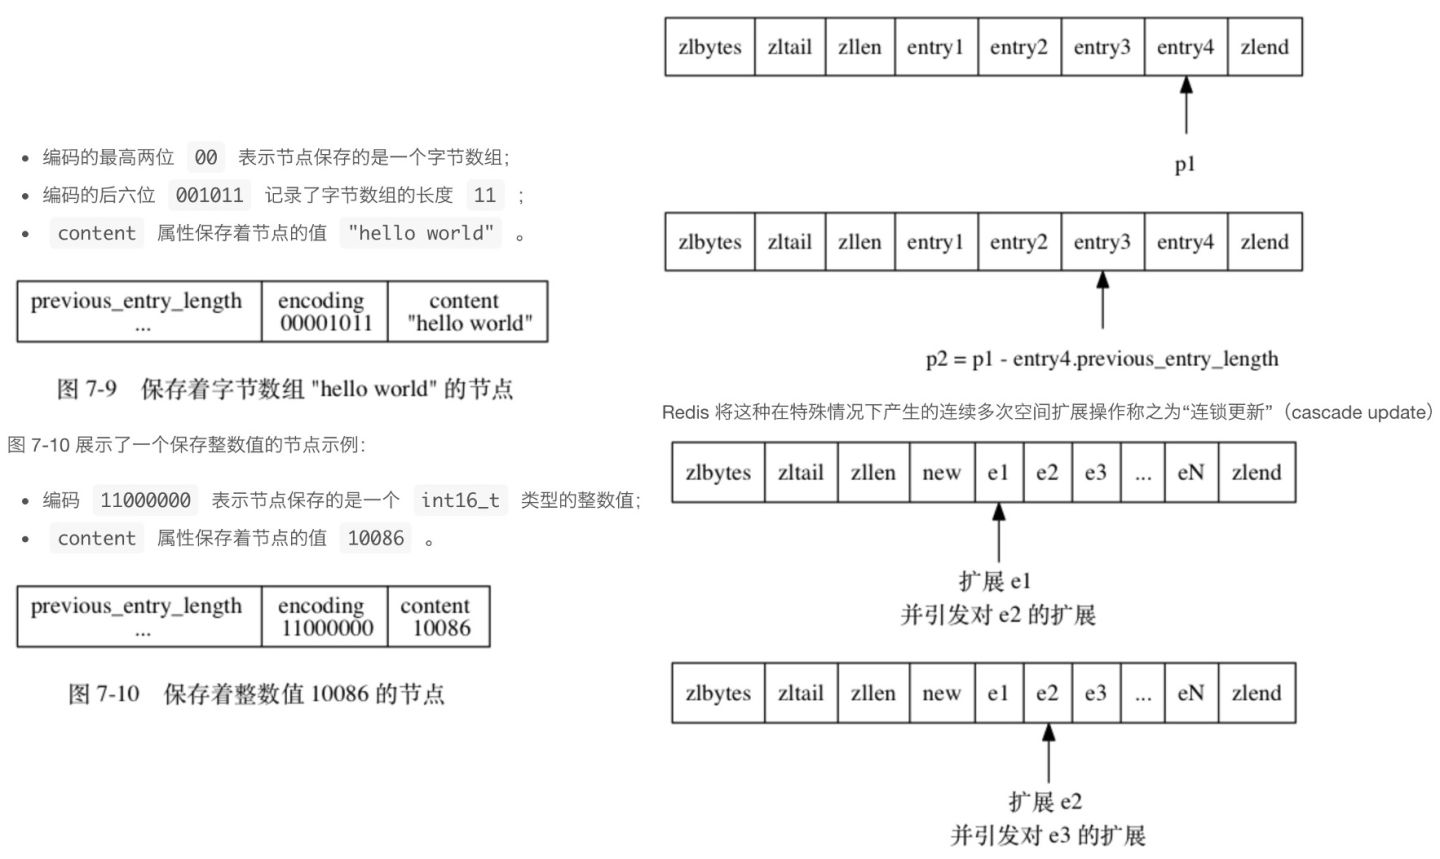 编码的最高两位 00 表示节点保存的是一个字节数组；
编码的后六位 001011 记录了字节数组的长度 11 ；
content 属性保存着节点的值 "hello world" 。
previous_entry_length encoding content
... 00001011 "hello world"
图 7-9 保存着字节数组 "hello world" 的节点
图 7-10 展示了一个保存整数值的节点示例：
编码 11000000 表示节点保存的是一个 int16_t 类型的整数值；
content 属性保存着节点的值 10086 。
previous_entry_length encoding content
... 11000000 10086
图 7-10 保存着整数值 10086 的节点
zlbytes zltail zllen entry1 entry2 entry3 entry4 zlend
p1
zlbytes zltail zllen entry1 entry2 entry3 entry4 zlend
p2 = p1 - entry4.previous_entry_length
Redis 将这种在特殊情况下产生的连续多次空间扩展操作称之为“连锁更新”（cascade update）
zlbytes zltail zllen new e1 e2 e3 ... eN zlend
扩展 e1
并引发对 e2 的扩展
zlbytes zltail zllen new e1 e2 e3 ... eN zlend
扩展 e2
并引发对 e3 的扩展